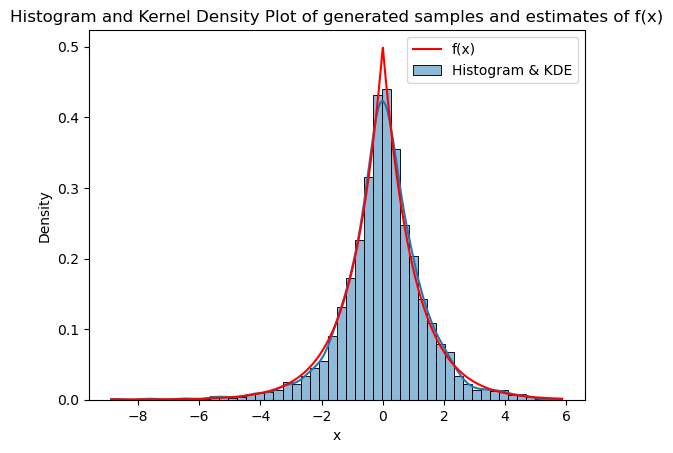 Histogram and Kernel Density Plot of generated samples and estimates of f(x)
f(x)
Histogram & KDE
Density
0.5
0.4
0.3
0.2
0.1
0.0
−8 −6 −4 −2 0 2 4 6
x